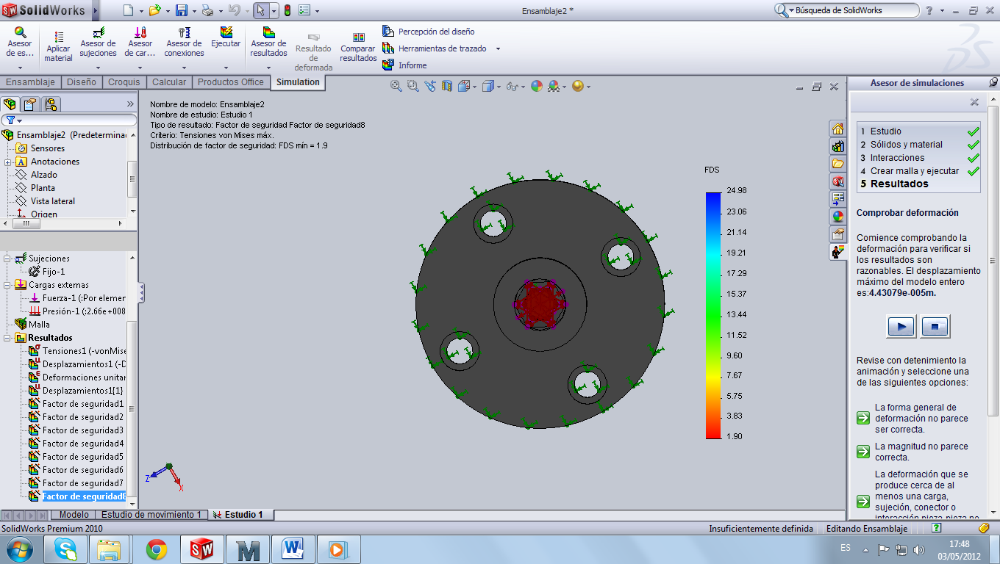 SolidWorks
Ensamblaje2 *
Búsqueda de SolidWorks
Asesor de es...
Aplicar material
Asesor de sujeciones
Asesor de car...
Asesor de conexiones
Ejecutar
Asesor de resultados
Resultado de deformada
Comparar resultados
Percepción del diseño
Herramientas de trazado
Informe
Ensamblaje
Diseño
Croquis
Calcular
Productos Office
Simulation
Ensamblaje2 (Predetermina
Sensores
Anotaciones
Alzado
Planta
Vista lateral
Origen
Sujeciones
Fijo-1
Cargas externas
Fuerza-1 (:Por elemer
Presión-1 (:2.66e+008
Malla
Resultados
Tensiones1 (-vonMise
Desplazamientos1 (-D
Deformaciones unitar
Desplazamientos1{1}
Factor de seguridad1
Factor de seguridad2
Factor de seguridad3
Factor de seguridad4
Factor de seguridad5
Factor de seguridad6
Factor de seguridad7
Factor de seguridad8
Nombre de modelo: Ensamblaje2
Nombre de estudio: Estudio 1
Tipo de resultado: Factor de seguridad Factor de seguridad8
Criterio: Tensiones von Mises máx.
Distribución de factor de seguridad: FDS mín = 1.9
FDS
24.98
23.06
21.14
19.21
17.29
15.37
13.44
11.52
9.60
7.67
5.75
3.83
1.90
Z
X
Asesor de simulaciones
1 Estudio
2 Sólidos y material
3 Interacciones
4 Crear malla y ejecutar
5 Resultados
Comprobar deformación
Comience comprobando la
deformación para verificar si
los resultados son
razonables. El desplazamiento
máximo del modelo entero
es:4.43079e-005m.
Revise con detenimiento la
animación y seleccione una
de las siguientes opciones:
La forma general de
deformación no parece
ser correcta.
La magnitud no parece
correcta.
La deformación que se
produce cerca de al
menos una carga,
sujeción, conector o
interacción pieza-pieza no
Modelo
Estudio de movimiento 1
Estudio 1
SolidWorks Premium 2010
Insuficientemente definida
Editando Ensamblaje
ES
17:48
03/05/2012